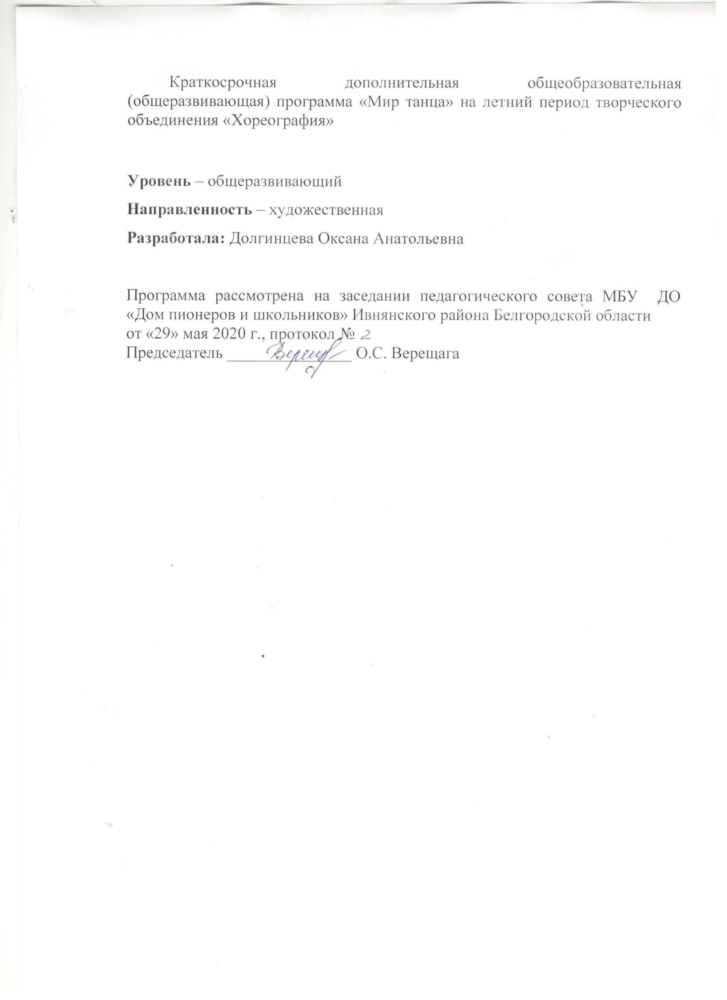 Краткосрочная дополнительная общеобразовательная
(общеразвивающая) программа «Мир танца» на летний период творческого
объединения «Хореография»
Уровень – общеразвивающий
Направленность – художественная
Разработала: Долгинцева Оксана Анатольевна
Программа рассмотрена на заседании педагогического совета МБУ ДО
«Дом пионеров и школьников» Ивнянского района Белгородской области
от «29» мая 2020 г., протокол № 2
Председатель _______________ О.С. Верещага